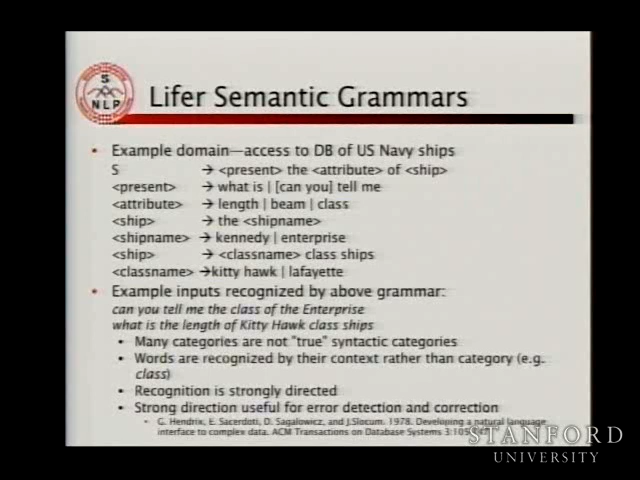 S
NLP
Lifer Semantic Grammars
• Example domain—access to DB of US Navy ships
S → <present> the <attribute> of <ship>
<present> → what is | [can you] tell me
<attribute> → length | beam | class
<ship> → the <shipname>
<shipname> → kennedy | enterprise
<ship> → <classname> class ships
<classname> → kitty hawk | lafayette
• Example inputs recognized by above grammar:
can you tell me the class of the Enterprise
what is the length of Kitty Hawk class ships
• Many categories are not "true" syntactic categories
• Words are recognized by their context rather than category (e.g.
class)
• Recognition is strongly directed
• Strong direction useful for error detection and correction
• G. Hendrix, E. Sacerdoti, D. Sagalowicz, and J.Slocum. 1978. Developing a natural language
interface to complex data. ACM Transactions on Database Systems 3:105
STANFORD
UNIVERSITY